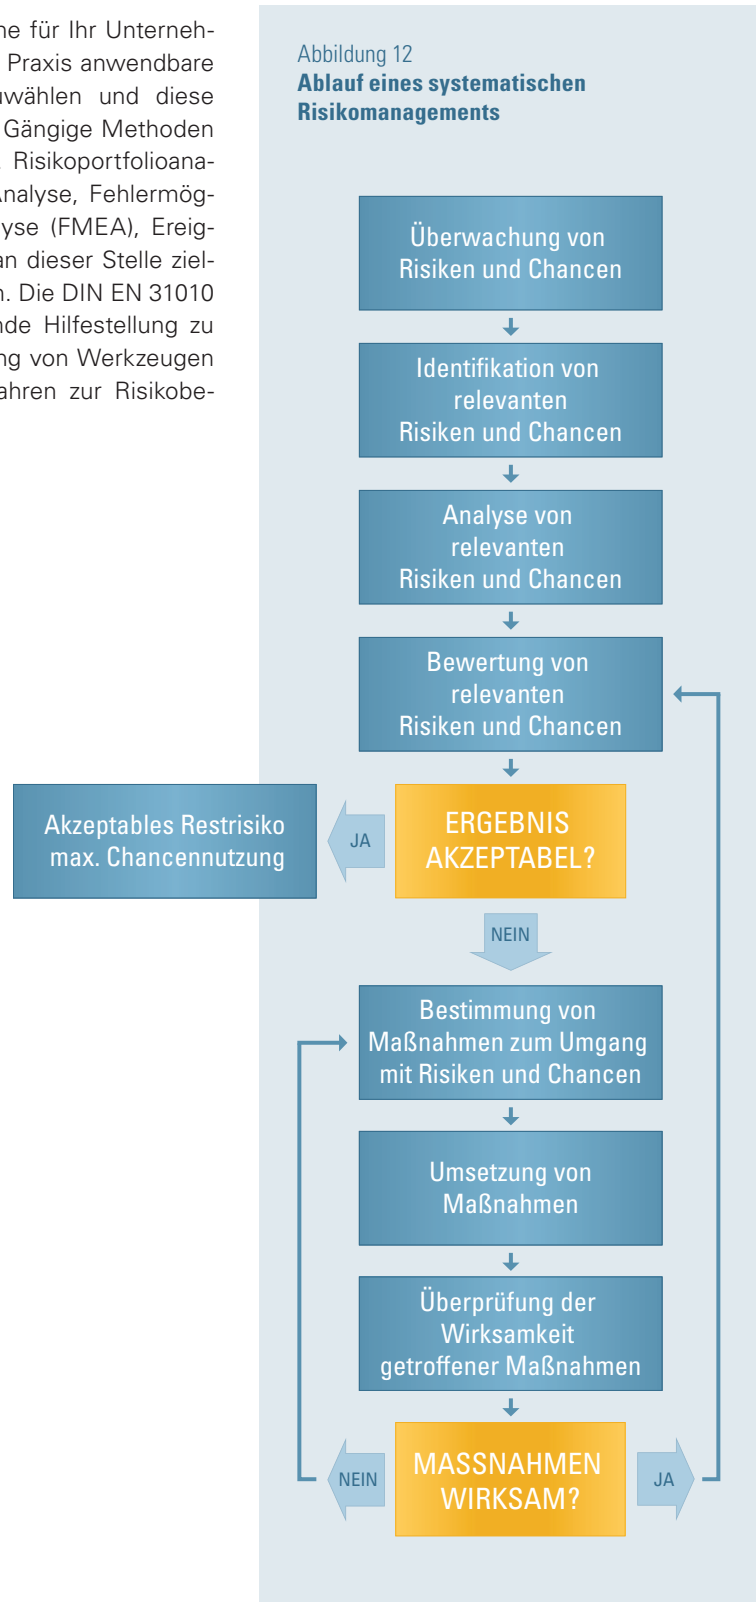 ne für Ihr Unterneh-
Praxis anwendbare
wählen und diese
Gängige Methoden
Risikoportfolioana-
Analyse, Fehlermög-
yse (FMEA), Ereig-
an dieser Stelle ziel-
n. Die DIN EN 31010
nde Hilfestellung zu
ng von Werkzeugen
ahren zur Risikobe-
Abbildung 12
Ablauf eines systematischen
Risikomanagements
Überwachung von
Risiken und Chancen
Identifikation von
relevanten
Risiken und Chancen
Analyse von
relevanten
Risiken und Chancen
Bewertung von
relevanten
Risiken und Chancen
ERGEBNIS
AKZEPTABEL?
JA
Akzeptables Restrisiko
max. Chancennutzung
NEIN
Bestimmung von
Maßnahmen zum Umgang
mit Risiken und Chancen
Umsetzung von
Maßnahmen
Überprüfung der
Wirksamkeit
getroffener Maßnahmen
MASSNAHMEN
WIRKSAM?
NEIN
JA